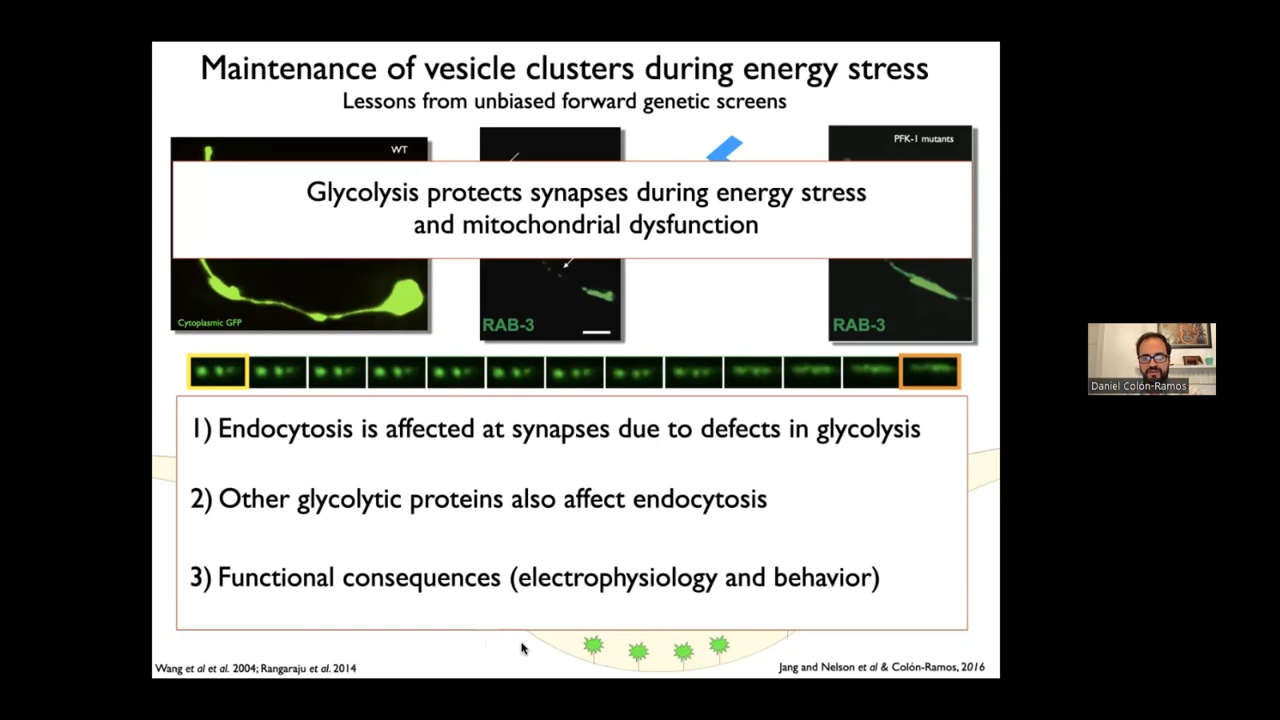 Maintenance of vesicle clusters during energy stress
Lessons from unbiased forward genetic screens
WT
PFK-1 mutants
Glycolysis protects synapses during energy stress
and mitochondrial dysfunction
Cytoplasmic GFP
RAB-3
RAB-3
1) Endocytosis is affected at synapses due to defects in glycolysis
2) Other glycolytic proteins also affect endocytosis
3) Functional consequences (electrophysiology and behavior)
Wang et al et al. 2004; Rangaraju et al. 2014
Jang and Nelson et al & Colón-Ramos, 2016
Daniel Colón-Ramos